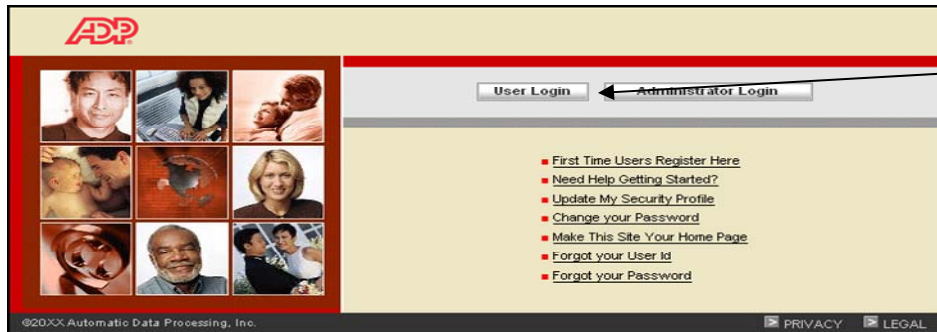 ADP
User Login Administrator Login
First Time Users Register Here
Need Help Getting Started?
Update My Security Profile
Change your Password
Make This Site Your Home Page
Forgot your User Id
Forgot your Password
©20XX Automatic Data Processing, Inc. PRIVACY LEGAL